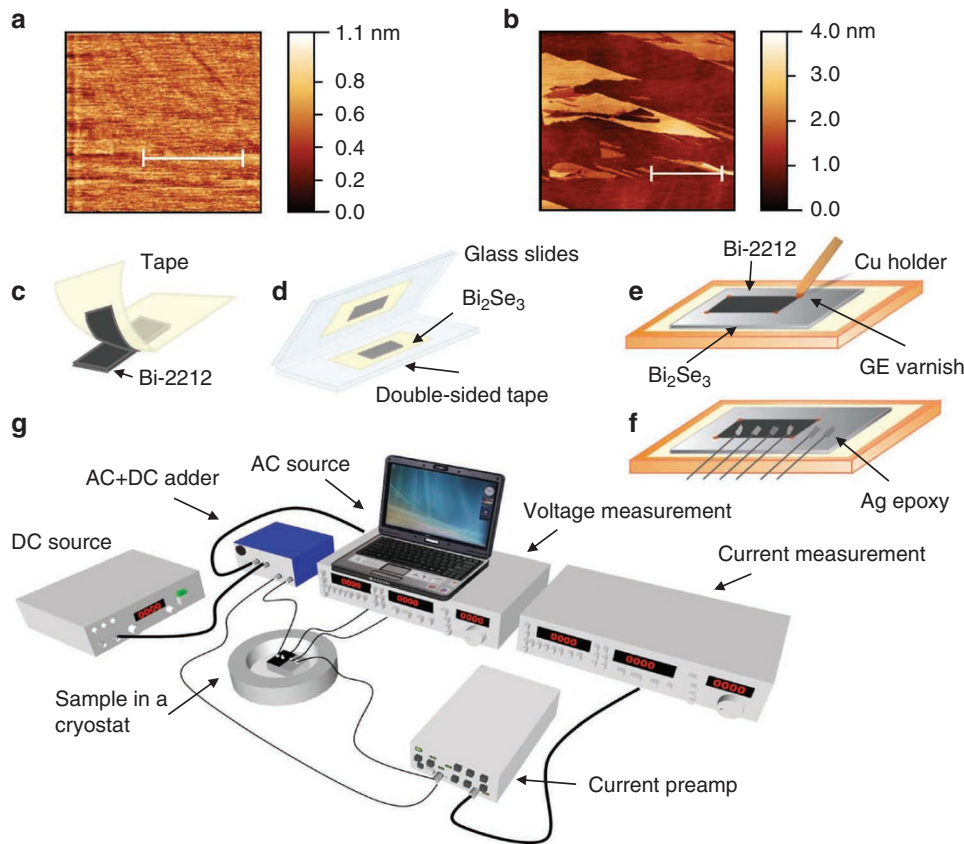 a
1.1 nm
0.8
0.6
0.4
0.2
0.0
b
4.0 nm
3.0
2.0
1.0
0.0
c
Tape
Bi-2212
d
Glass slides
Bi₂Se₃
Double-sided tape
e
Bi-2212
Cu holder
Bi₂Se₃
GE varnish
f
Ag epoxy
g
AC source
AC+DC adder
DC source
Voltage measurement
Current measurement
0000
0000
0000
0000
0000
0000
0000
Sample in a
cryostat
Current preamp